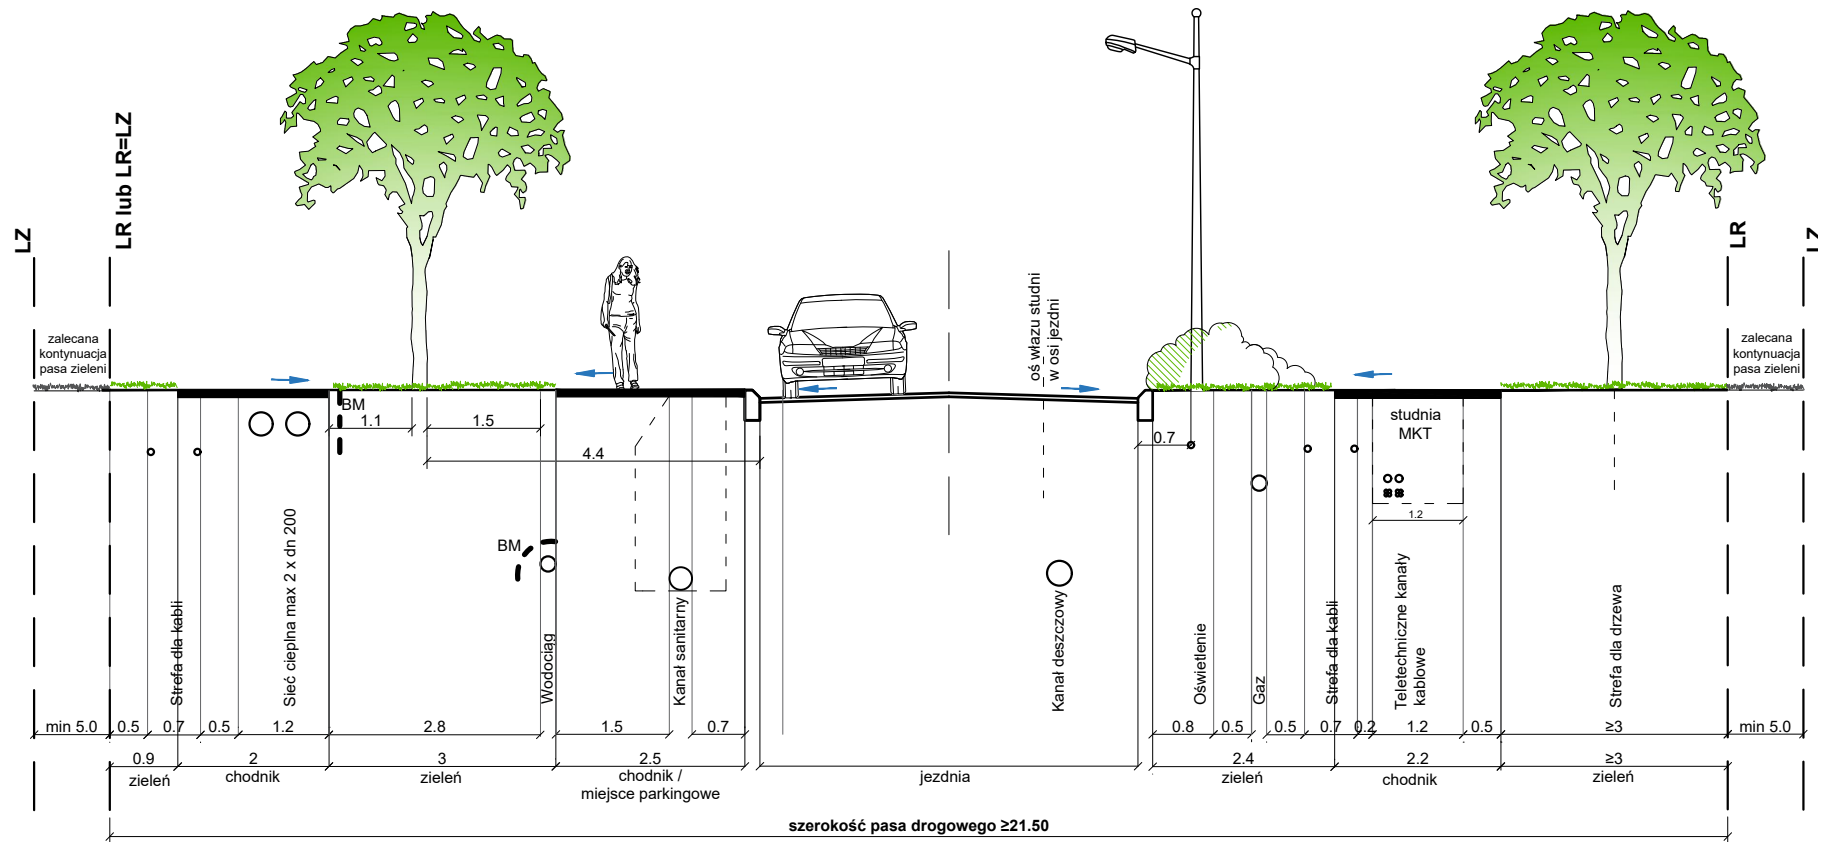 LZ
LR lub LR=LZ
LR
LZ
zalecana
kontynuacja
pasa zieleni
oś włazu studni
w osi jezdni
zalecana
kontynuacja
pasa zieleni
BM
1.1
1.5
4.4
0.7
studnia
MKT
1.2
BM
Strefa dla kabli
Sieć cieplna max 2 x dn 200
Wodociąg
Kanał sanitarny
Kanał deszczowy
Oświetlenie
Gaz
Strefa dla kabli
Teletechniczne kanały
kablowe
Strefa dla drzewa
min 5.0
0.5
0.7
0.5
1.2
2.8
1.5
0.7
0.8
0.5
0.5
0.7
0.2
1.2
0.5
≥3
min 5.0
0.9
2
3
2.5
2.4
2.2
≥3
zieleń
chodnik
zieleń
chodnik /
miejsce parkingowe
jezdnia
zieleń
chodnik
zieleń
szerokość pasa drogowego ≥21.50